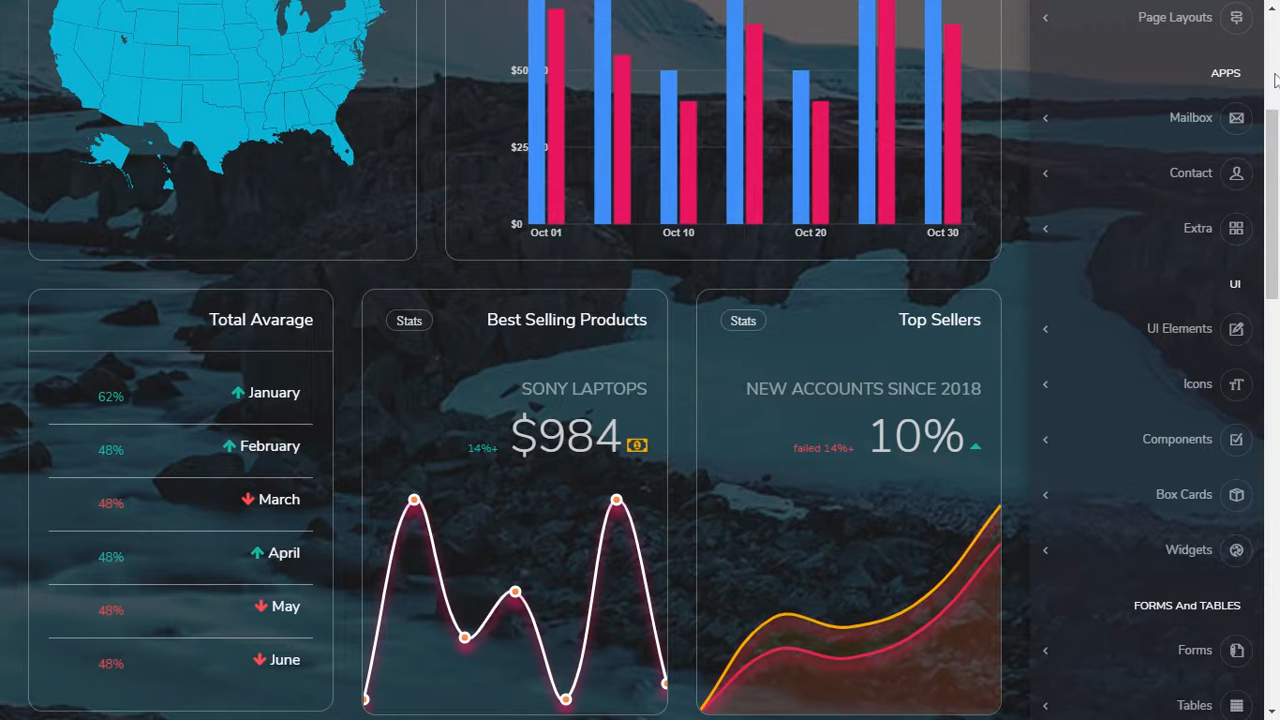 $50
$25
$0
Oct 01
Oct 10
Oct 20
Oct 30
Total Avarage
62%
January
48%
February
48%
March
48%
April
48%
May
48%
June
Stats
Best Selling Products
SONY LAPTOPS
14%+
$984
Stats
Top Sellers
NEW ACCOUNTS SINCE 2018
failed 14%+
10%
Page Layouts
APPS
Mailbox
Contact
Extra
UI
UI Elements
Icons
Components
Box Cards
Widgets
FORMS And TABLES
Forms
Tables